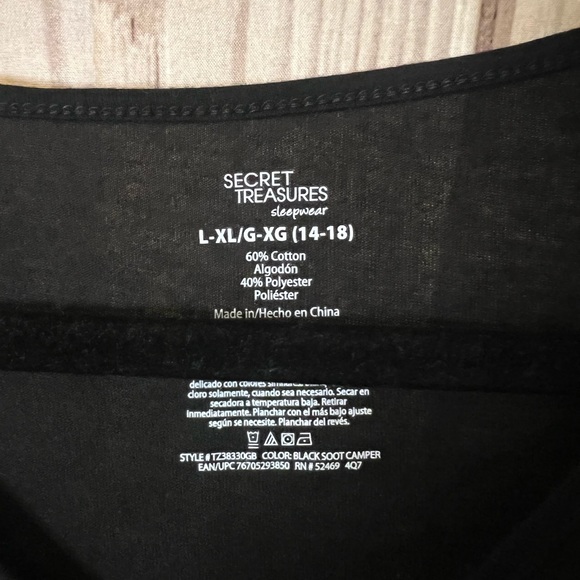 SECRET
TREASURES
sleepwear
L-XL/G-XG (14-18)
60% Cotton
Algodón
40% Polyester
Poliéster
Made in/Hecho en China
delicado con colores
cloro solamente, cuando sea necesario. Secar en
secadora a temperatura baja. Retirar
inmediatamente. Planchar con el más bajo ajuste
según se necesite. Planchar del revés.
STYLE # TZ38330GB COLOR: BLACK SOOT CAMPER
EAN/UPC 76705293850 RN # 52469 4Q7